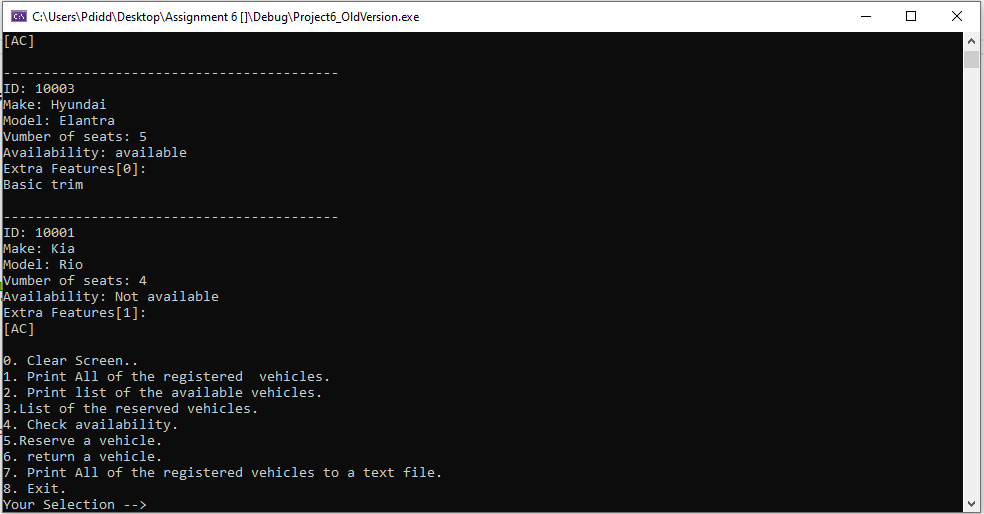 C:\Users\Pdidd\Desktop\Assignment 6 []\Debug\Project6_OldVersion.exe
[AC]
------------------------------------------
ID: 10003
Make: Hyundai
Model: Elantra
Vumber of seats: 5
Availability: available
Extra Features[0]:
Basic trim
------------------------------------------
ID: 10001
Make: Kia
Model: Rio
Vumber of seats: 4
Availability: Not available
Extra Features[1]:
[AC]
0. Clear Screen..
1. Print All of the registered  vehicles.
2. Print list of the available vehicles.
3.List of the reserved vehicles.
4. Check availability.
5.Reserve a vehicle.
6. return a vehicle.
7. Print All of the registered vehicles to a text file.
8. Exit.
Your Selection -->